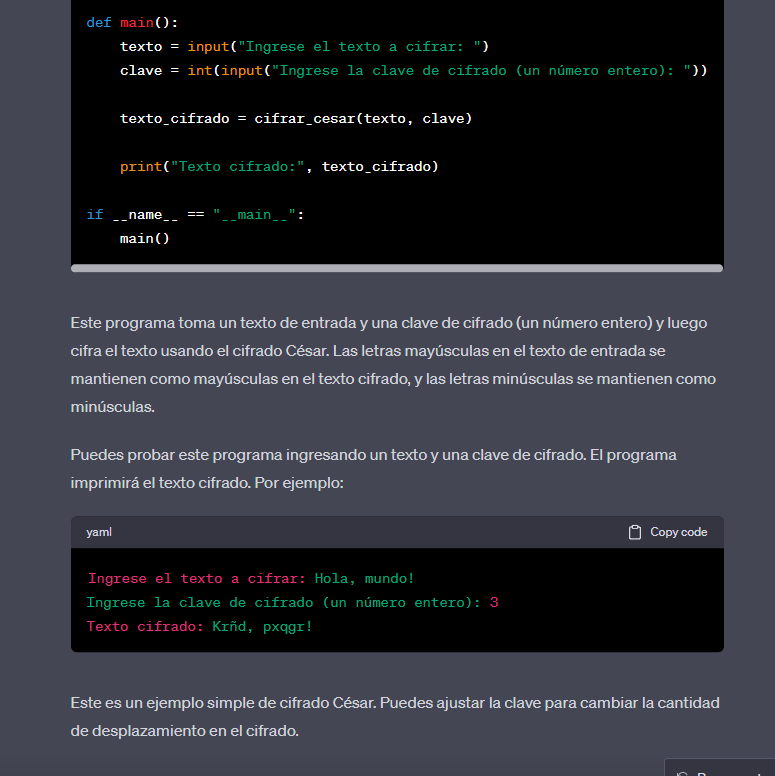 def main():
texto = input("Ingrese el texto a cifrar: ")
clave = int(input("Ingrese la clave de cifrado (un número entero): "))
texto_cifrado = cifrar_cesar(texto, clave)
print("Texto cifrado:", texto_cifrado)
if __name__ == "__main__":
main()
Este programa toma un texto de entrada y una clave de cifrado (un número entero) y luego
cifra el texto usando el cifrado César. Las letras mayúsculas en el texto de entrada se
mantienen como mayúsculas en el texto cifrado, y las letras minúsculas se mantienen como
minúsculas.
Puedes probar este programa ingresando un texto y una clave de cifrado. El programa
imprimirá el texto cifrado. Por ejemplo:
yaml
Copy code
Ingrese el texto a cifrar: Hola, mundo!
Ingrese la clave de cifrado (un número entero): 3
Texto cifrado: Krñd, pxqgr!
Este es un ejemplo simple de cifrado César. Puedes ajustar la clave para cambiar la cantidad
de desplazamiento en el cifrado.